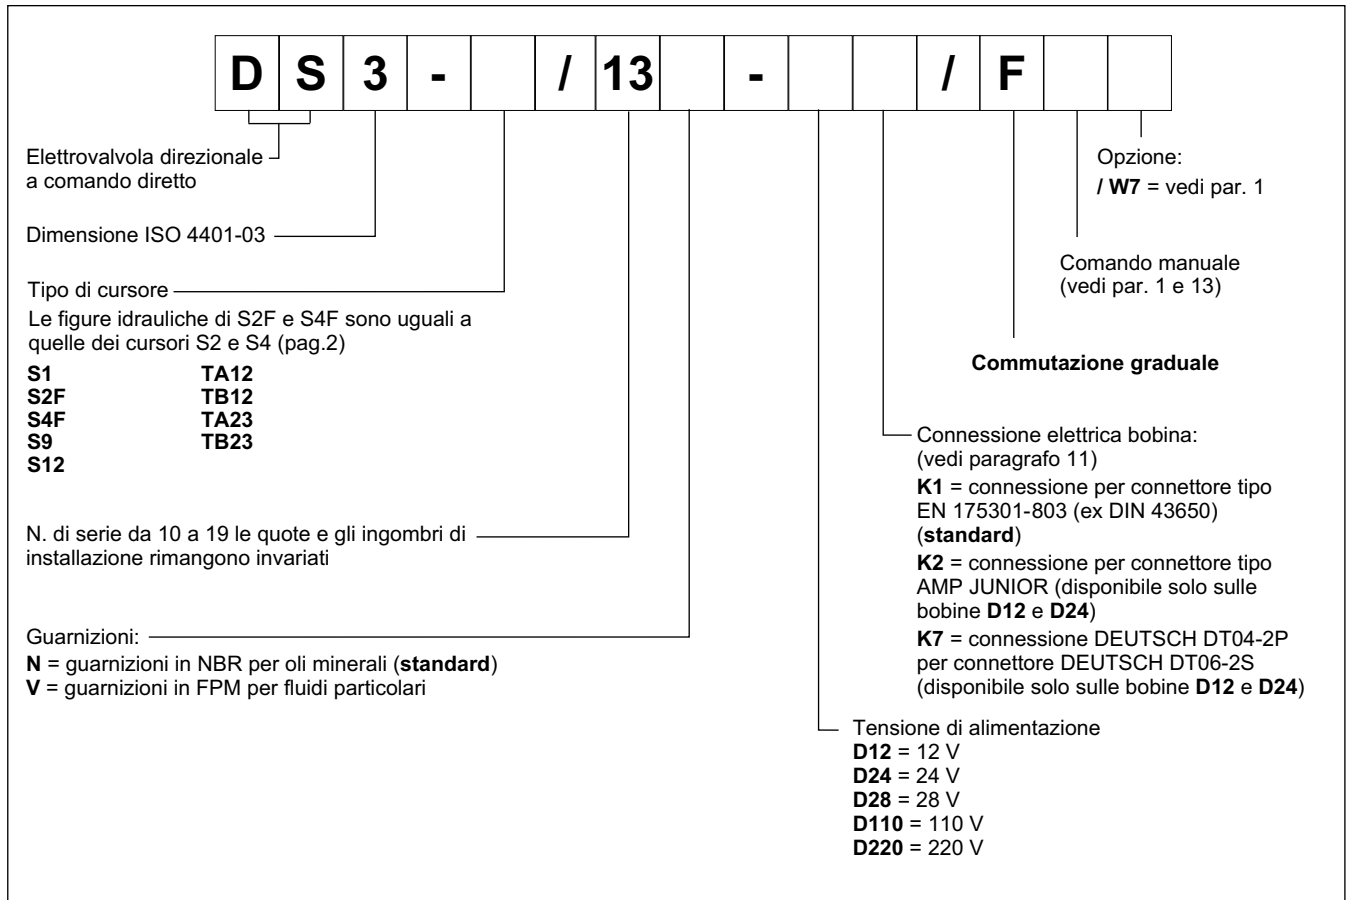 D S 3 - / 13 - / F
Elettrovalvola direzionale
a comando diretto
Dimensione ISO 4401-03
Tipo di cursore
Le figure idrauliche di S2F e S4F sono uguali a
quelle dei cursori S2 e S4 (pag.2)
S1 TA12
S2F TB12
S4F TA23
S9 TB23
S12
N. di serie da 10 a 19 le quote e gli ingombri di
installazione rimangono invariati
Guarnizioni:
N = guarnizioni in NBR per oli minerali (standard)
V = guarnizioni in FPM per fluidi particolari
Opzione:
/ W7 = vedi par. 1
Comando manuale
(vedi par. 1 e 13)
Commutazione graduale
Connessione elettrica bobina:
(vedi paragrafo 11)
K1 = connessione per connettore tipo
EN 175301-803 (ex DIN 43650)
(standard)
K2 = connessione per connettore tipo
AMP JUNIOR (disponibile solo sulle
bobine D12 e D24)
K7 = connessione DEUTSCH DT04-2P
per connettore DEUTSCH DT06-2S
(disponibile solo sulle bobine D12 e D24)
Tensione di alimentazione
D12 = 12 V
D24 = 24 V
D28 = 28 V
D110 = 110 V
D220 = 220 V